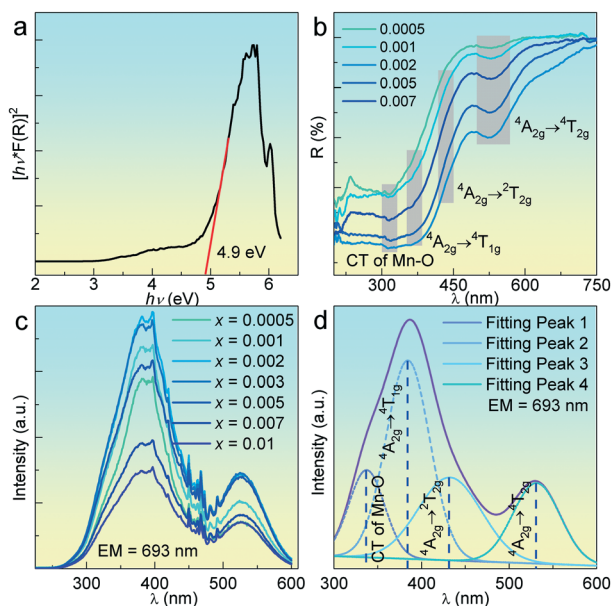 a
[hν*F(R)]²
4.9 eV
2 3 4 5 6
hν (eV)
b
0.0005
0.001
0.002
0.005
0.007
R (%)
⁴A₂g→⁴T₂g
⁴A₂g→²T₂g
⁴A₂g→⁴T₁g
CT of Mn-O
300 450 600 750
λ (nm)
c
x = 0.0005
x = 0.001
x = 0.002
x = 0.003
x = 0.005
x = 0.007
x = 0.01
Intensity (a.u.)
EM = 693 nm
300 400 500 600
λ (nm)
d
Fitting Peak 1
Fitting Peak 2
Fitting Peak 3
Fitting Peak 4
EM = 693 nm
Intensity (a.u.)
CT of Mn-O
⁴A₂g→⁴T₁g
⁴A₂g→²T₂g
⁴A₂g→⁴T₂g
300 400 500 600
λ (nm)